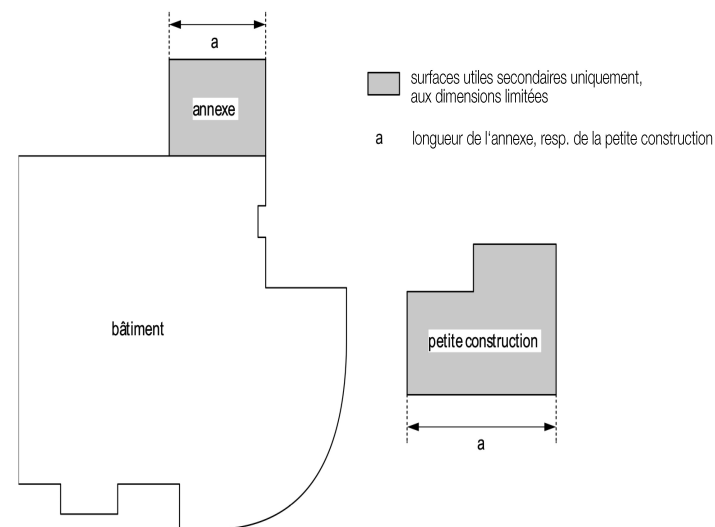 a
annexe
surfaces utiles secondaires uniquement,
aux dimensions limitées
a longueur de l'annexe, resp. de la petite construction
bâtiment
petite construction
a